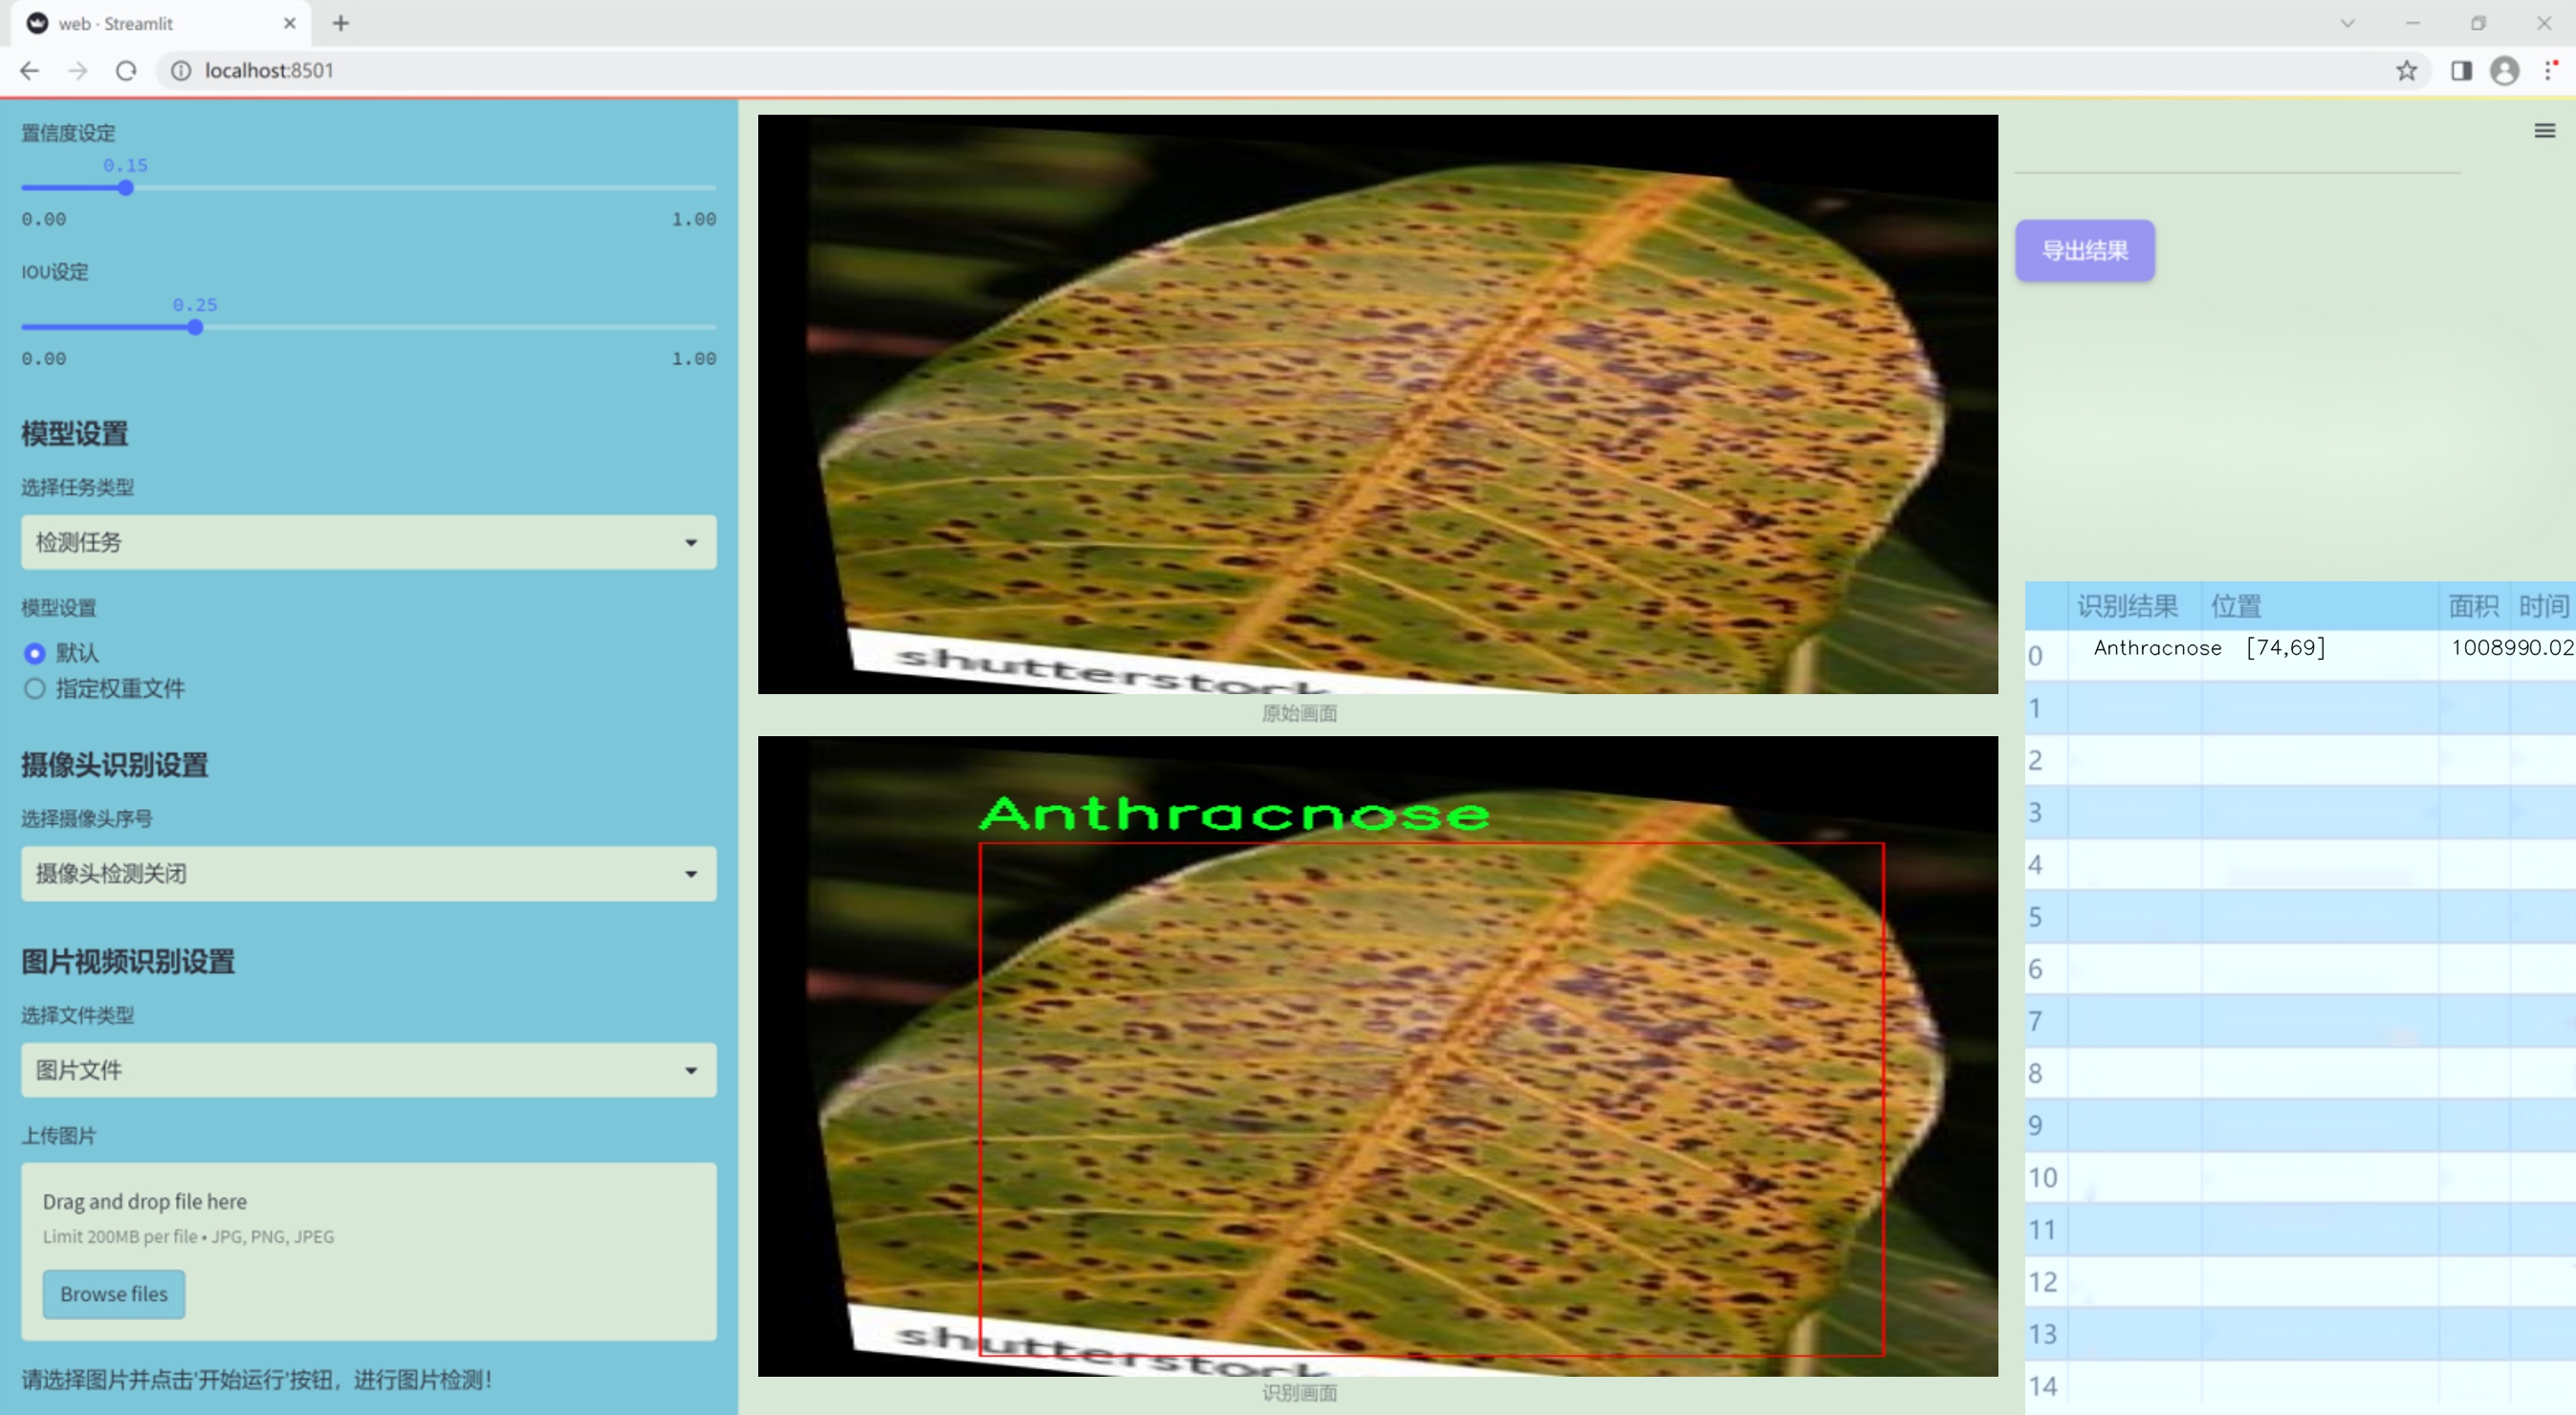 web · Streamlit
localhost:8501
置信度设定
0.15
0.00 1.00
IOU设定
0.25
0.00 1.00
模型设置
选择任务类型
检测任务
模型设置
默认
指定权重文件
摄像头识别设置
选择摄像头序号
摄像头检测关闭
图片视频识别设置
选择文件类型
图片文件
上传图片
Drag and drop file here
Limit 200MB per file • JPG, PNG, JPEG
Browse files
请选择图片并点击'开始运行'按钮，进行图片检测！
shutterstock
原始画面
Anthracnose
shutterstock
识别画面
导出结果
识别结果 位置 面积 时间
0 Anthracnose [74,69] 1008990.02
1
2
3
4
5
6
7
8
9
10
11
12
13
14